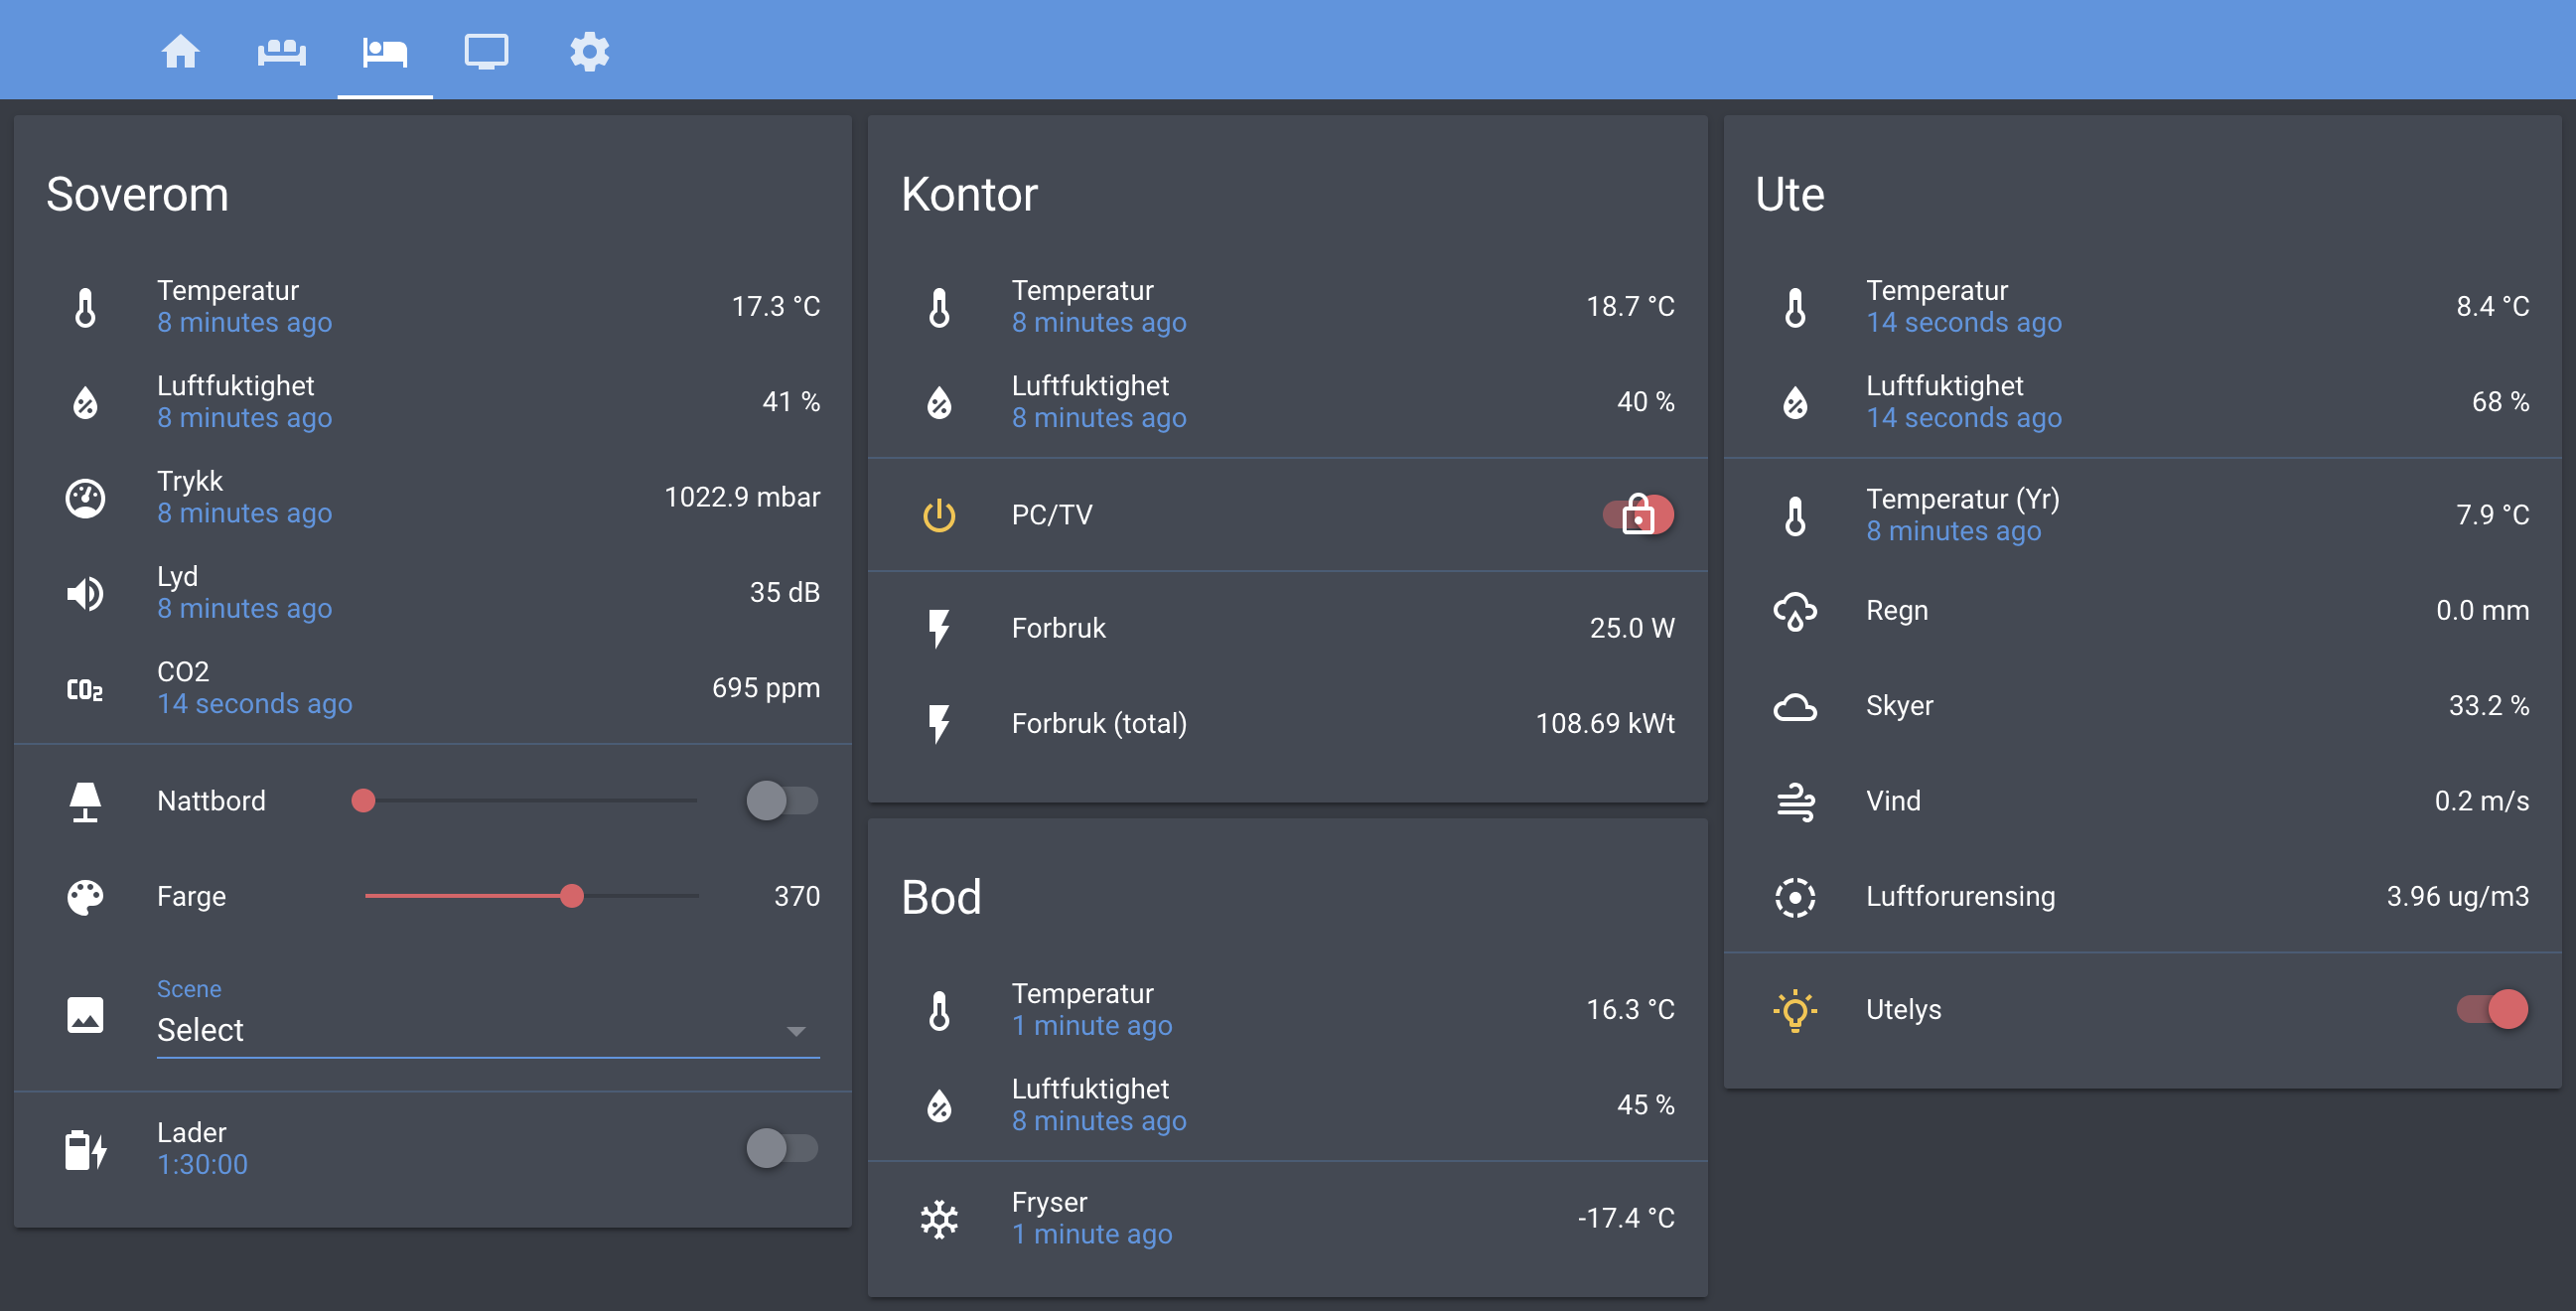 Soverom
Temperatur
8 minutes ago
17.3 °C
Luftfuktighet
8 minutes ago
41 %
Trykk
8 minutes ago
1022.9 mbar
Lyd
8 minutes ago
35 dB
CO2
CO2
14 seconds ago
695 ppm
Nattbord
Farge
370
Scene
Select
Lader
1:30:00
Kontor
Temperatur
8 minutes ago
18.7 °C
Luftfuktighet
8 minutes ago
40 %
PC/TV
Forbruk
25.0 W
Forbruk (total)
108.69 kWt
Bod
Temperatur
1 minute ago
16.3 °C
Luftfuktighet
8 minutes ago
45 %
Fryser
1 minute ago
-17.4 °C
Ute
Temperatur
14 seconds ago
8.4 °C
Luftfuktighet
14 seconds ago
68 %
Temperatur (Yr)
8 minutes ago
7.9 °C
Regn
0.0 mm
Skyer
33.2 %
Vind
0.2 m/s
Luftforurensing
3.96 ug/m3
Utelys